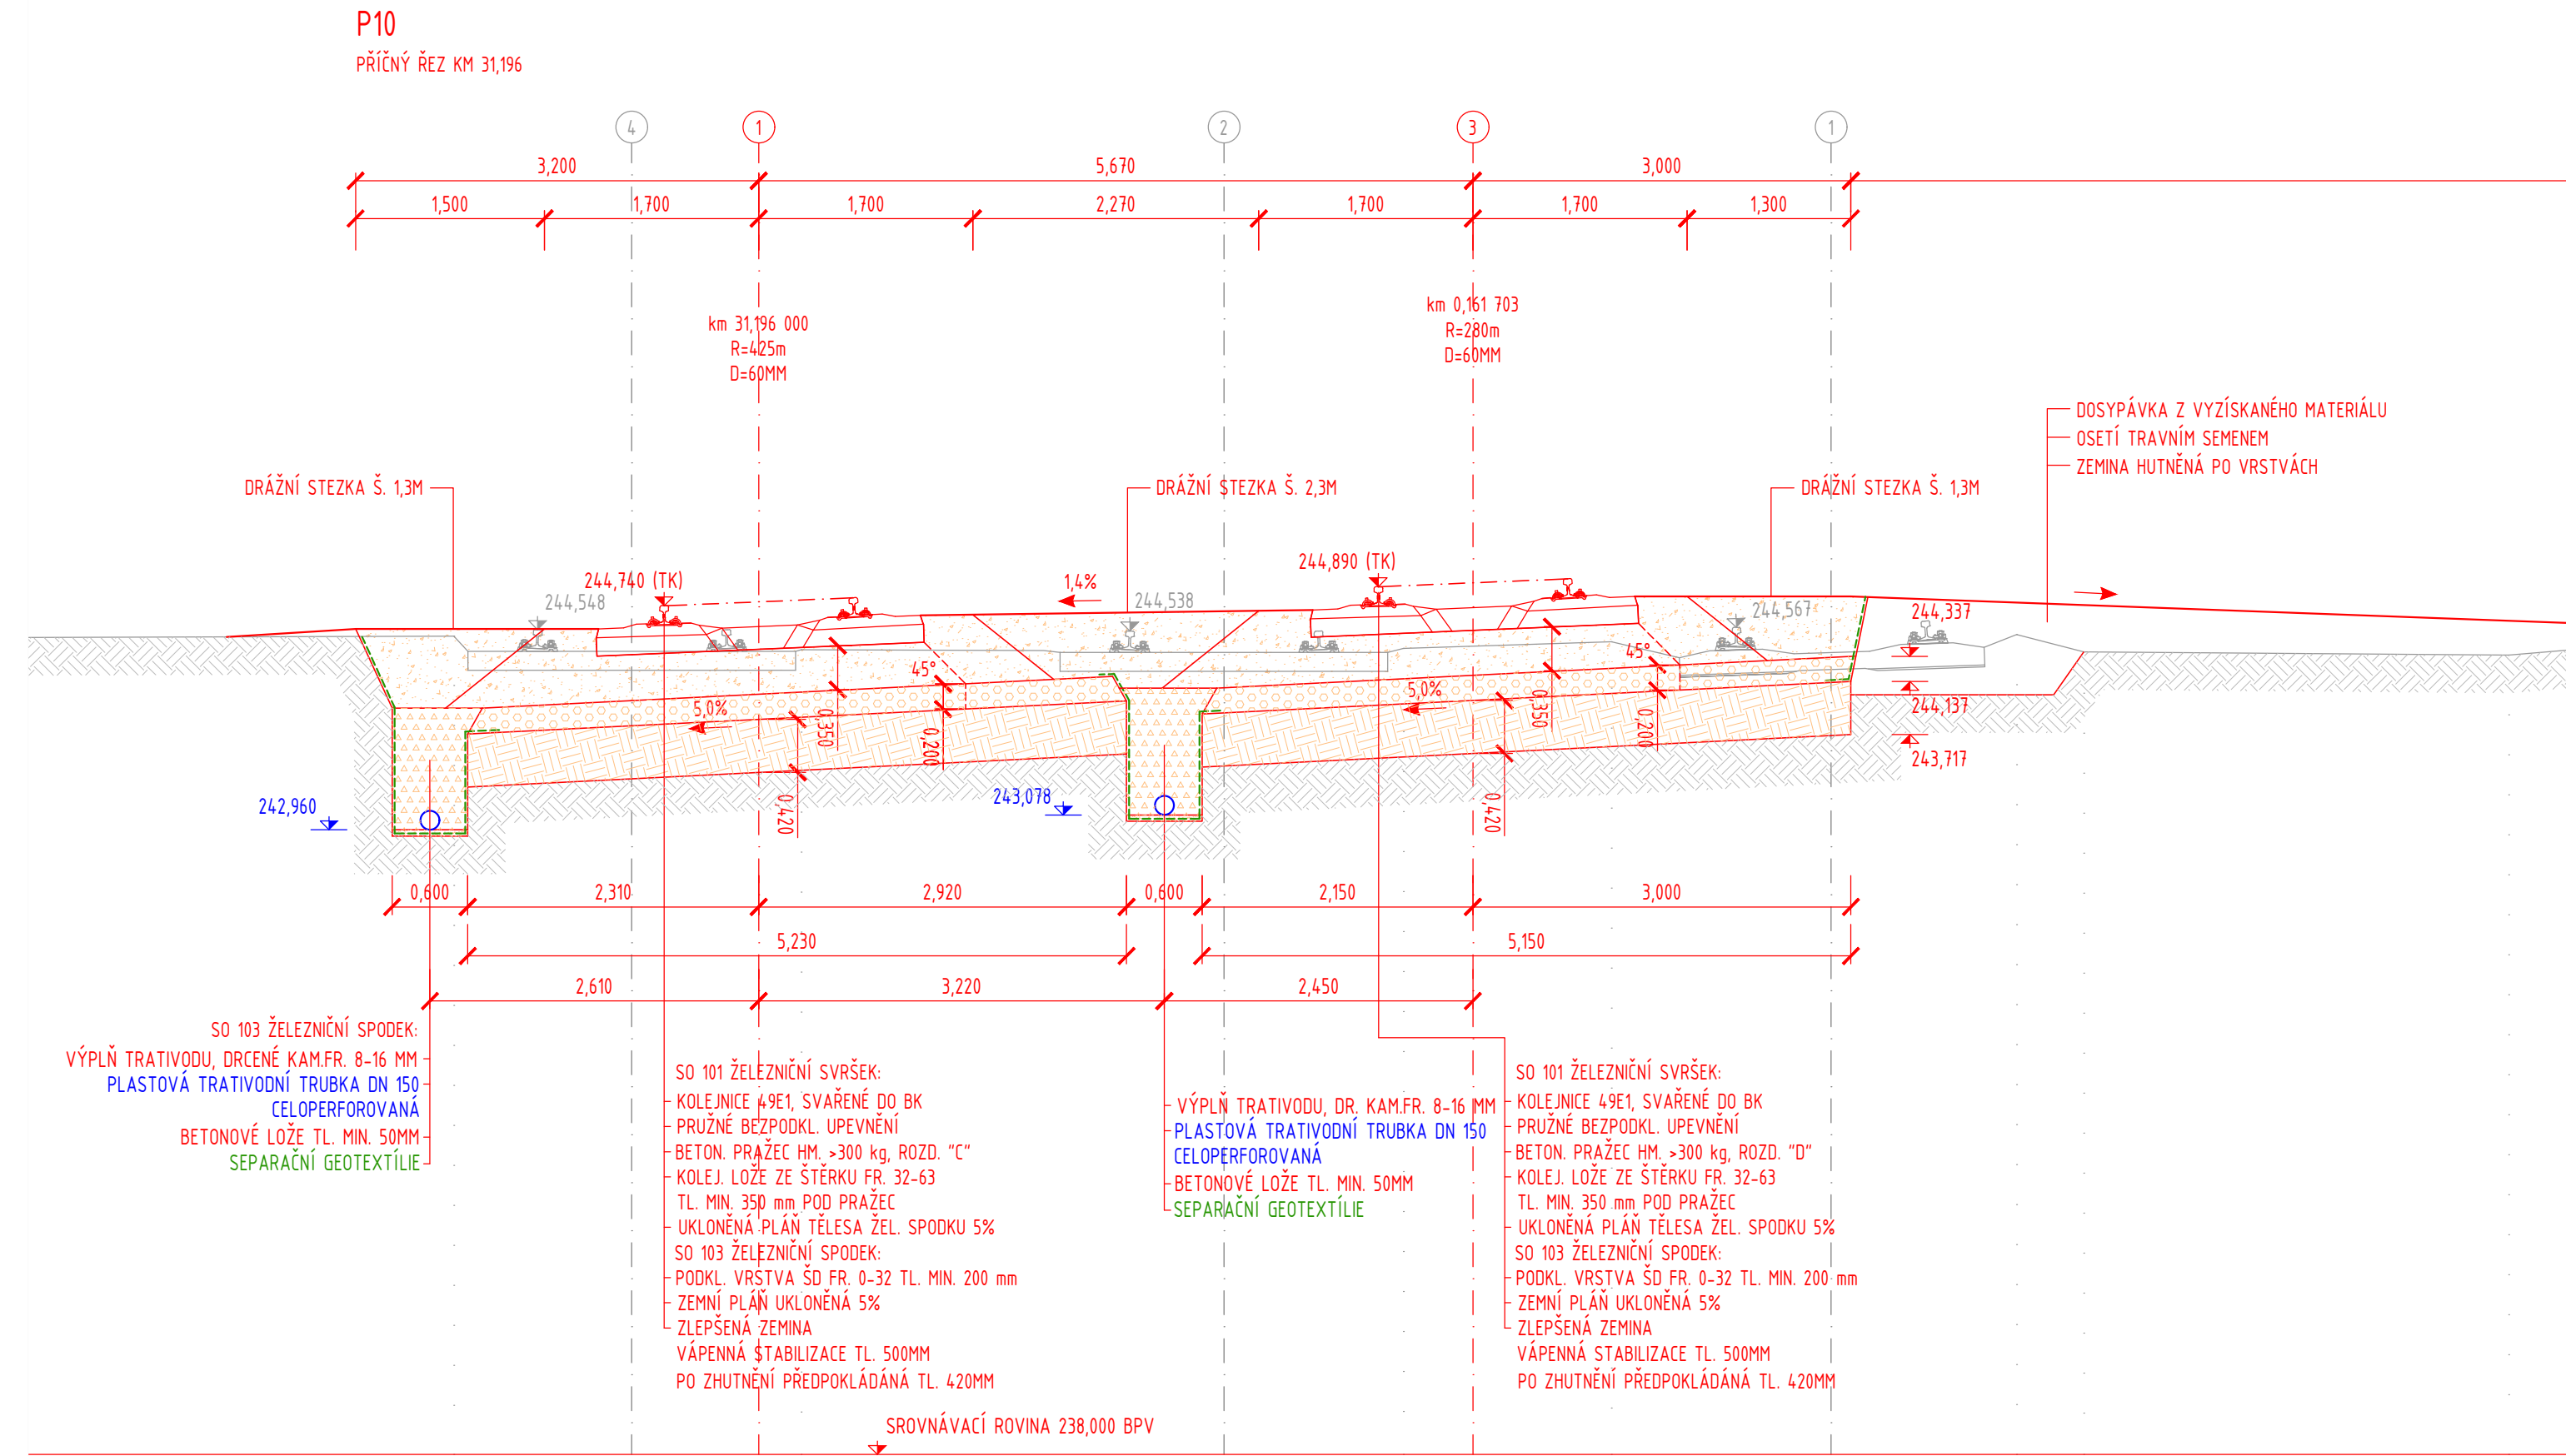 P10
PŘÍČNÝ ŘEZ KM 31,196
4
1
2
3
1
3,200
5,670
3,000
1,500
1,700
1,700
2,270
1,700
1,700
1,300
km 31,196 000
R=425m
D=60MM
km 0,161 703
R=280m
D=60MM
DOSYPÁVKA Z VYZÍSKANÉHO MATERIÁLU
OSETÍ TRAVNÍM SEMENEM
ZEMINA HUTNĚNÁ PO VRSTVÁCH
DRÁŽNÍ STEZKA Š. 1,3M
DRÁŽNÍ STEZKA Š. 2,3M
DRÁŽNÍ STEZKA Š. 1,3M
244,740 (TK)
244,890 (TK)
1,4%
244,548
244,538
244,567
244,337
45°
45°
5,0%
5,0%
0,350
0,200
0,350
0,200
244,137
243,717
242,960
243,078
0,420
0,420
0,600
2,310
2,920
0,600
2,150
3,000
5,230
5,150
2,610
3,220
2,450
SO 103 ŽELEZNIČNÍ SPODEK:
VÝPLŇ TRATIVODU, DRCENÉ KAM.FR. 8-16 MM
PLASTOVÁ TRATIVODNÍ TRUBKA DN 150
CELOPERFOROVANÁ
BETONOVÉ LOŽE TL. MIN. 50MM
SEPARAČNÍ GEOTEXTÍLIE
SO 101 ŽELEZNIČNÍ SVRŠEK:
KOLEJNICE 49E1, SVAŘENÉ DO BK
PRUŽNÉ BEZPODKL. UPEVNĚNÍ
BETON. PRAŽEC HM. >300 kg, ROZD. "C"
KOLEJ. LOŽE ZE ŠTĚRKU FR. 32-63
TL. MIN. 350 mm POD PRAŽEC
UKLONĚNÁ PLÁŇ TĚLESA ŽEL. SPODKU 5%
SO 103 ŽELEZNIČNÍ SPODEK:
PODKL. VRSTVA ŠD FR. 0-32 TL. MIN. 200 mm
ZEMNÍ PLÁŇ UKLONĚNÁ 5%
ZLEPŠENÁ ZEMINA
VÁPENNÁ STABILIZACE TL. 500MM
PO ZHUTNĚNÍ PŘEDPOKLÁDÁNÁ TL. 420MM
VÝPLŇ TRATIVODU, DR. KAM.FR. 8-16 MM
PLASTOVÁ TRATIVODNÍ TRUBKA DN 150
CELOPERFOROVANÁ
BETONOVÉ LOŽE TL. MIN. 50MM
SEPARAČNÍ GEOTEXTÍLIE
SO 101 ŽELEZNIČNÍ SVRŠEK:
KOLEJNICE 49E1, SVAŘENÉ DO BK
PRUŽNÉ BEZPODKL. UPEVNĚNÍ
BETON. PRAŽEC HM. >300 kg, ROZD. "D"
KOLEJ. LOŽE ZE ŠTĚRKU FR. 32-63
TL. MIN. 350 mm POD PRAŽEC
UKLONĚNÁ PLÁŇ TĚLESA ŽEL. SPODKU 5%
SO 103 ŽELEZNIČNÍ SPODEK:
PODKL. VRSTVA ŠD FR. 0-32 TL. MIN. 200 mm
ZEMNÍ PLÁŇ UKLONĚNÁ 5%
ZLEPŠENÁ ZEMINA
VÁPENNÁ STABILIZACE TL. 500MM
PO ZHUTNĚNÍ PŘEDPOKLÁDÁNÁ TL. 420MM
SROVNÁVACÍ ROVINA 238,000 BPV